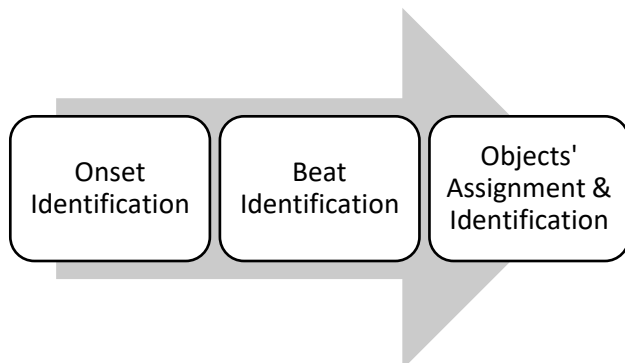 Onset
Identification
Beat
Identification
Objects'
Assignment &
Identification